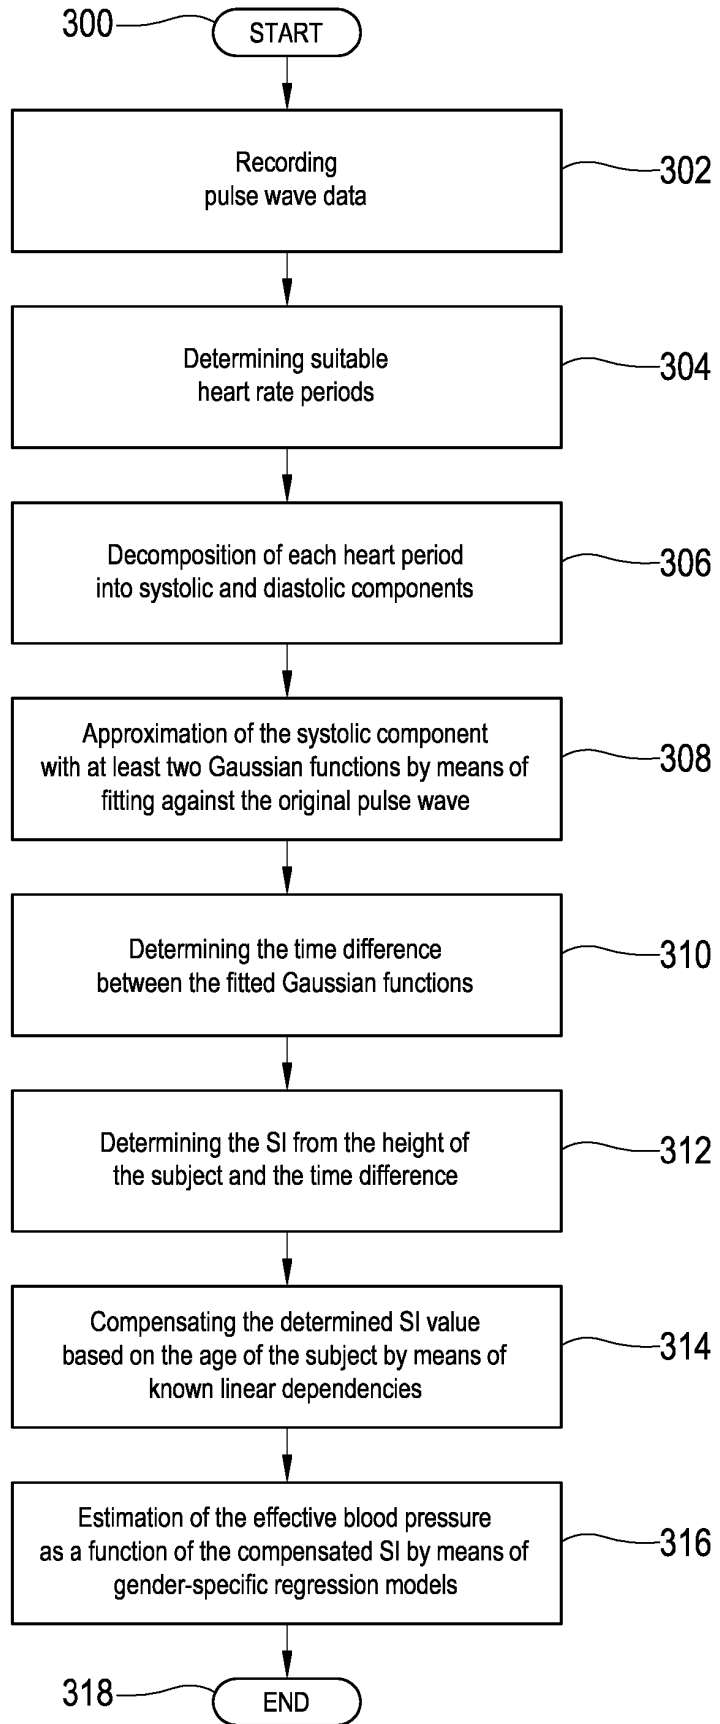 300
START
Recording
pulse wave data
302
Determining suitable
heart rate periods
304
Decomposition of each heart period
into systolic and diastolic components
306
Approximation of the systolic component
with at least two Gaussian functions by means of
fitting against the original pulse wave
308
Determining the time difference
between the fitted Gaussian functions
310
Determining the SI from the height of
the subject and the time difference
312
Compensating the determined SI value
based on the age of the subject by means of
known linear dependencies
314
Estimation of the effective blood pressure
as a function of the compensated SI by means of
gender-specific regression models
316
318
END